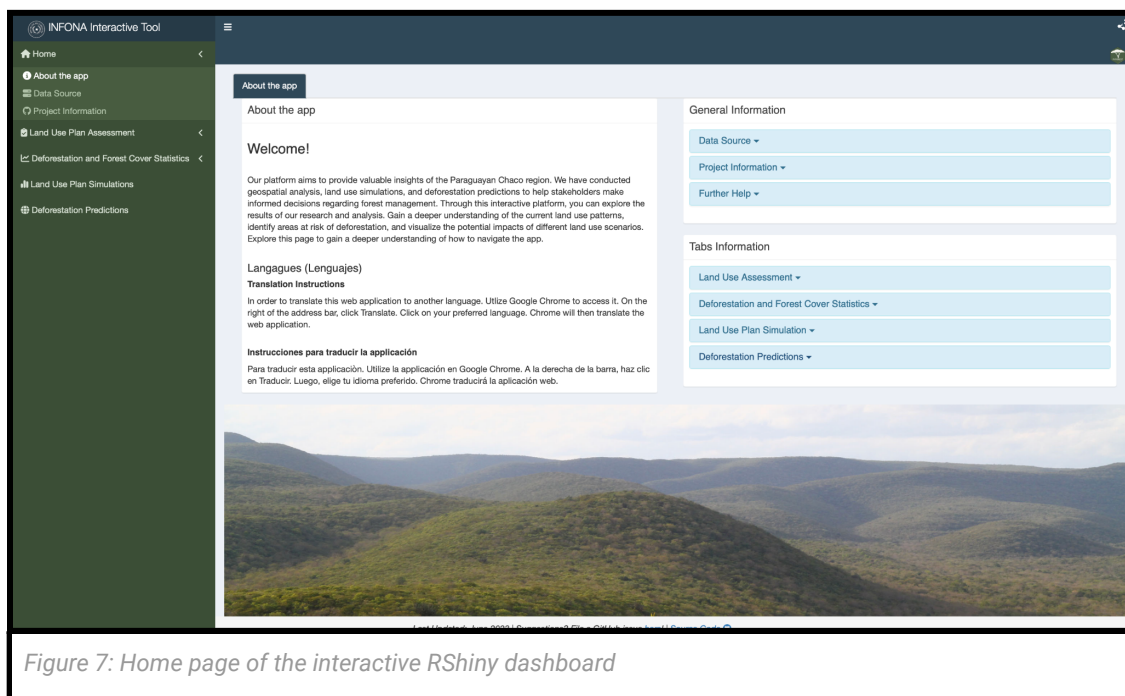 INFONA Interactive Tool
Home
About the app
Data Source
Project Information
Land Use Plan Assessment
Deforestation and Forest Cover Statistics
Land Use Plan Simulations
Deforestation Predictions
About the app
About the app
Welcome!
Our platform aims to provide valuable insights of the Paraguayan Chaco region. We have conducted
geospatial analysis, land use simulations, and deforestation predictions to help stakeholders make
informed decisions regarding forest management. Through this interactive platform, you can explore the
results of our research and analysis. Gain a deeper understanding of the current land use patterns,
identify areas at risk of deforestation, and visualize the potential impacts of different land use scenarios.
Explore this page to gain a deeper understanding of how to navigate the app.
Langagues (Lenguajes)
Translation Instructions
In order to translate this web application to another language. Utlize Google Chrome to access it. On the
right of the address bar, click Translate. Click on your preferred language. Chrome will then translate the
web application.
Instrucciones para traducir la applicación
Para traducir esta applicaciòn. Utilize la applicación en Google Chrome. A la derecha de la barra, haz clic
en Traducir. Luego, elige tu idioma preferido. Chrome traducirá la aplicación web.
General Information
Data Source
Project Information
Further Help
Tabs Information
Land Use Assessment
Deforestation and Forest Cover Statistics
Land Use Plan Simulation
Deforestation Predictions
Figure 7: Home page of the interactive RShiny dashboard